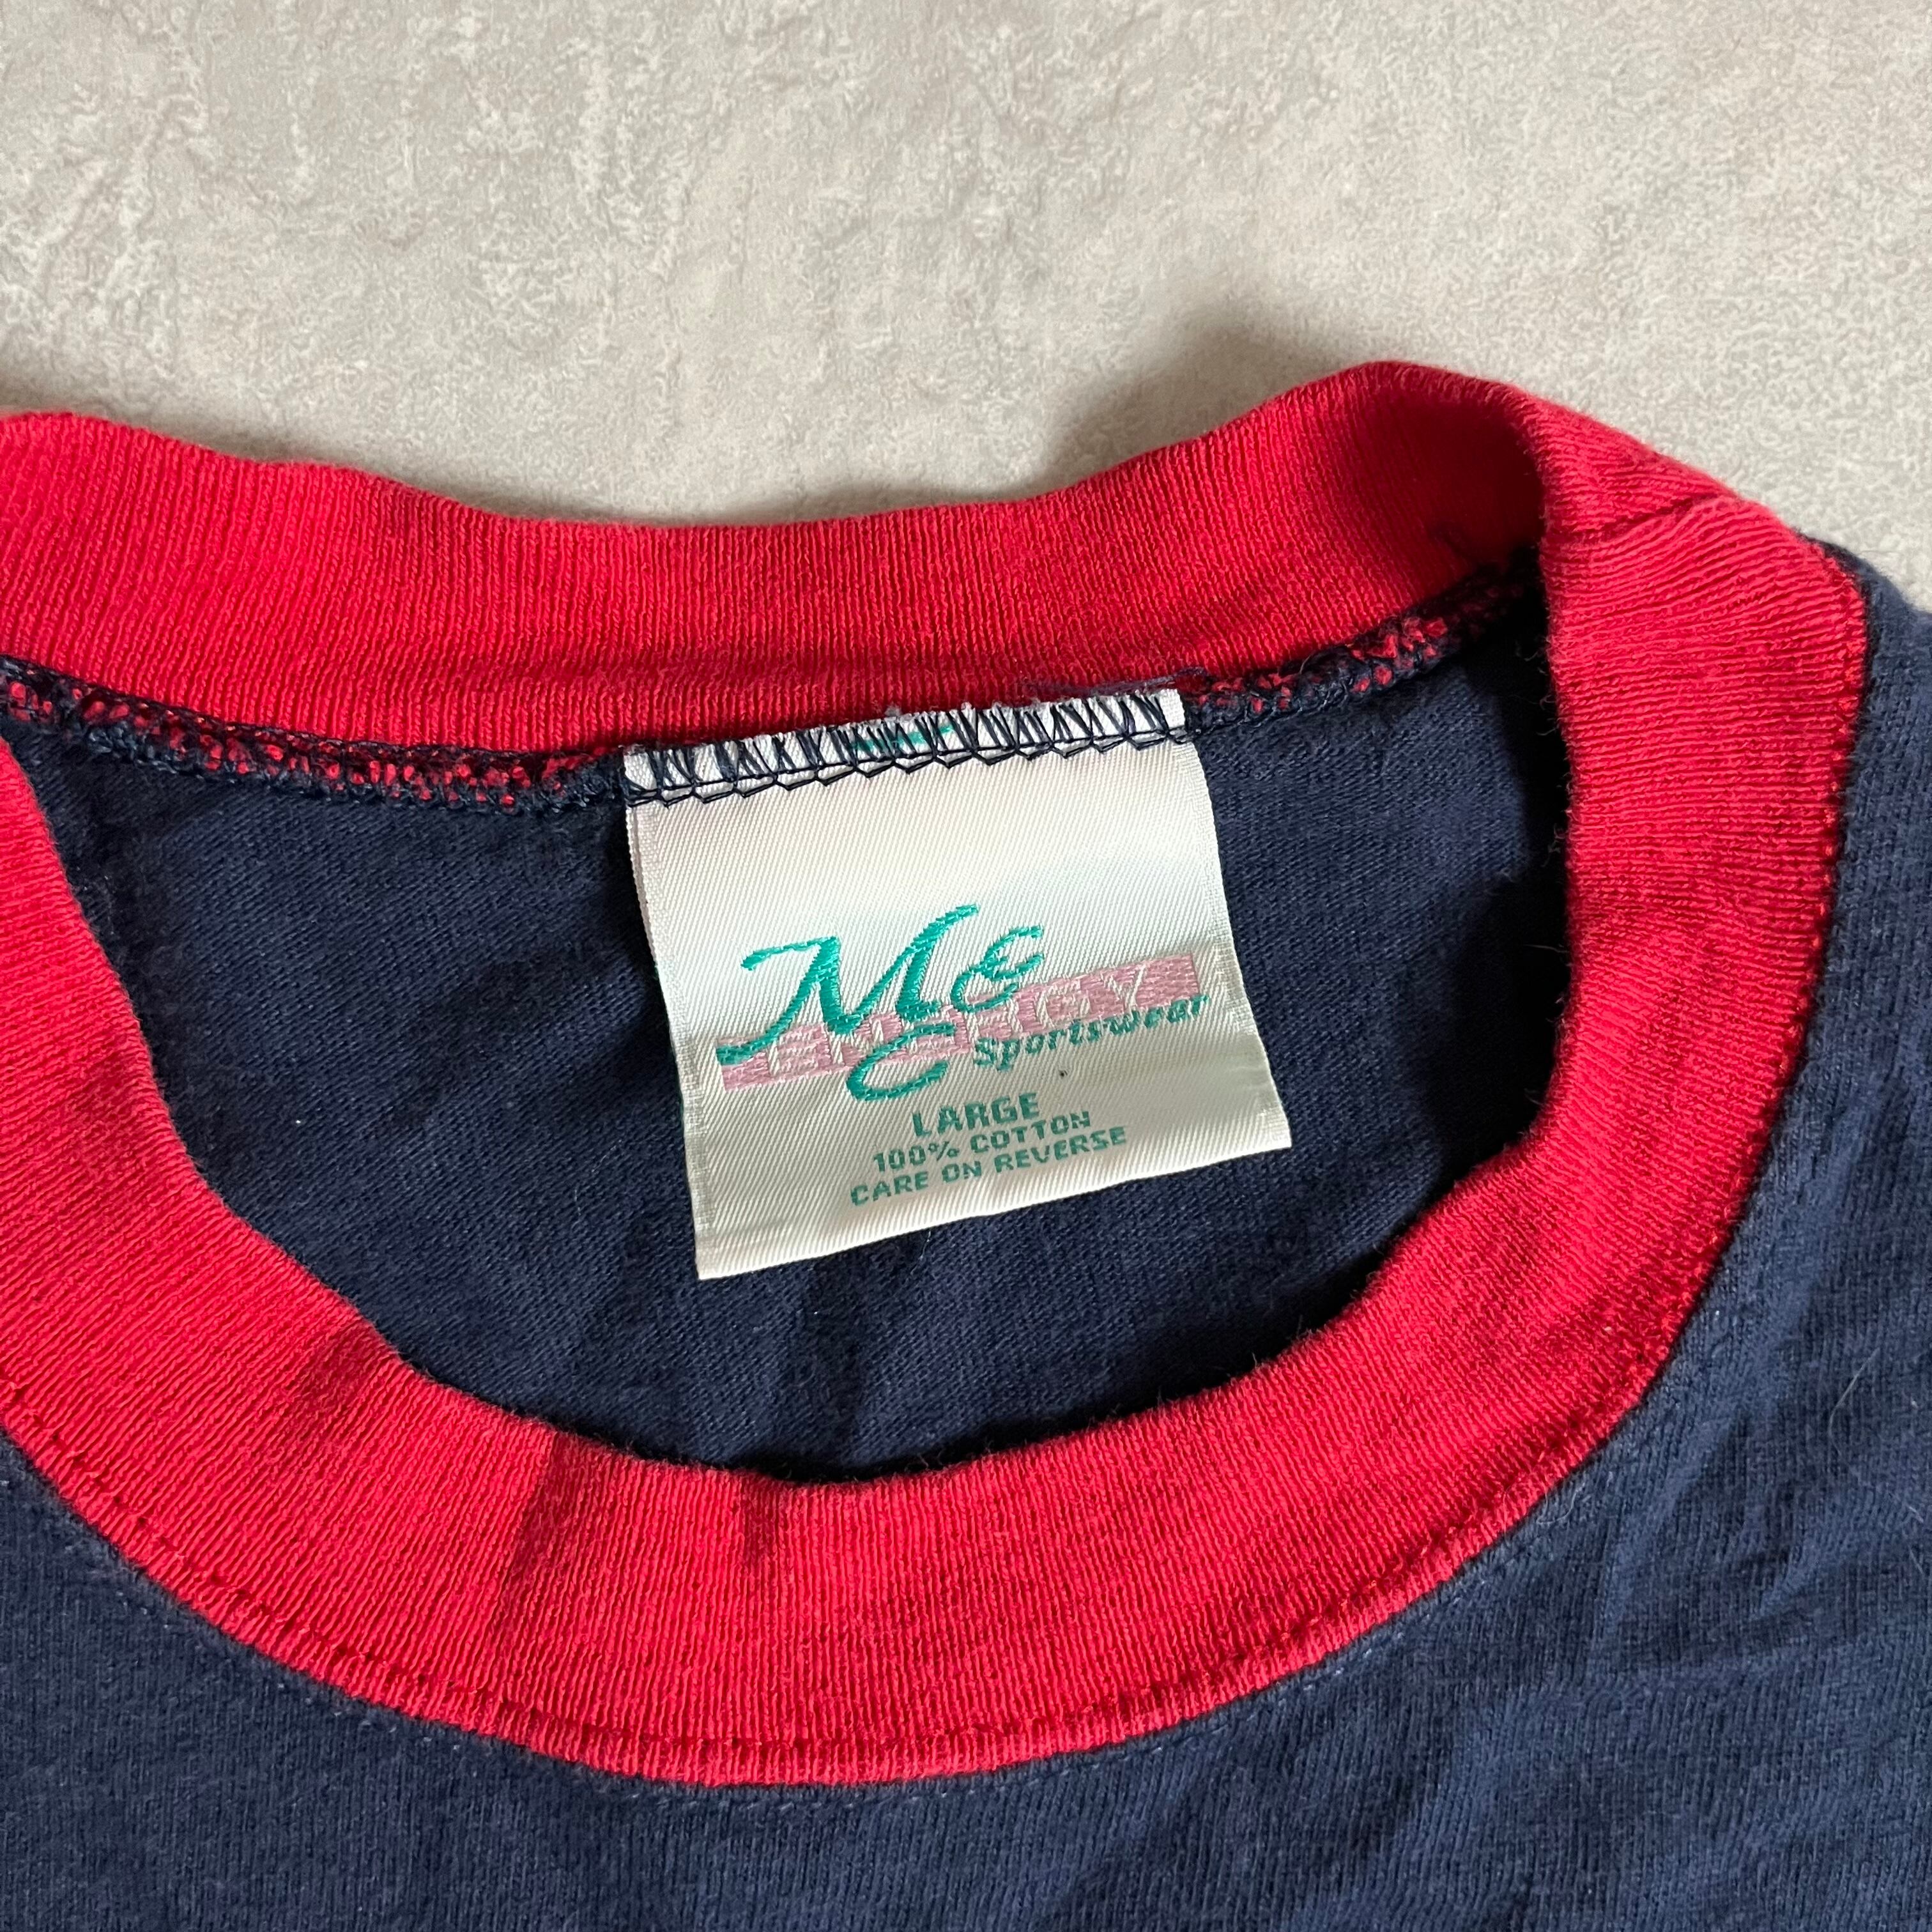 M & C
Sportswear
LARGE
100% COTTON
CARE ON REVERSE